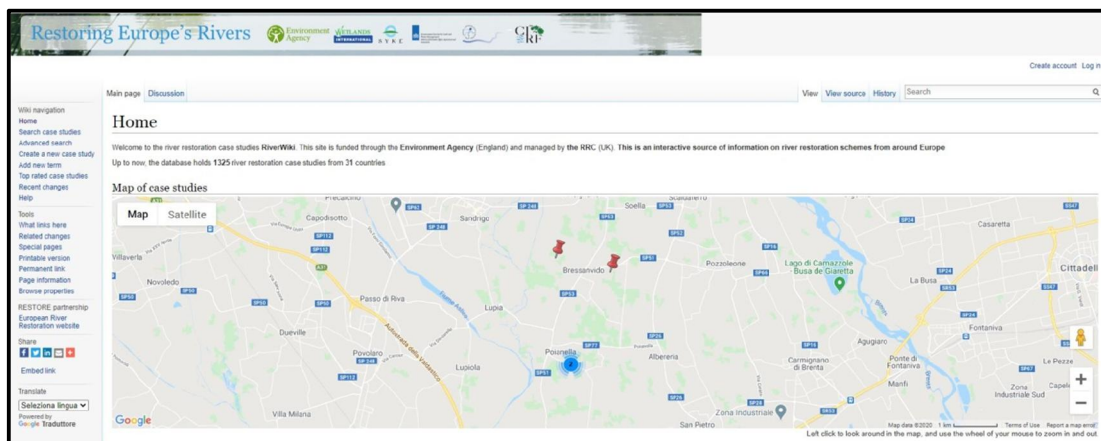 Restoring Europe's Rivers
Environment Agency
WETLANDS INTERNATIONAL
SYKE
Create account Log n
Main page Discussion
View View source History Search
Wiki navigation
Home
Search case studies
Advanced search
Create a new case study
Add new term
Top rated case studies
Recent changes
Help
Tools
What links here
Related changes
Special pages
Printable version
Permanent link
Page information
Browse properties
RESTORE partnership
European River
Restoration website
Share
Embed link
Translate
Seleziona lingua
Powered by
Google Traduttore
Home
Welcome to the river restoration case studies RiverWiki. This site is funded through the Environment Agency (England) and managed by the RRC (UK). This is an interactive source of information on river restoration schemes from around Europe
Up to now, the database holds 1325 river restoration case studies from 31 countries
Map of case studies
Map Satellite
Capodisotto
Sandrigo
Soella
Casaretta
Villaverla
Novoledo
Passo di Riva
Bressanvido
Pozzoleone
Lago di Camazzole
- Busa de Giaretta
La Busa
Cittadell
Lupia
Dueville
Povolaro
Lupiola
Poianella
Albereria
Carmignano
di Brenta
Agugiaro
Ponte di
Fontaniva
Fontaniva
Le Pezze
Manfi
Zona
Industriale Sud
Capel
Villa Milana
San Pietro
Zona Industriale
Autostrada della Valdastico
Google
Map data ©2020 1 km Terms of Use Report a map error
Left click to look around in the map, and use the wheel of your mouse to zoom in and out